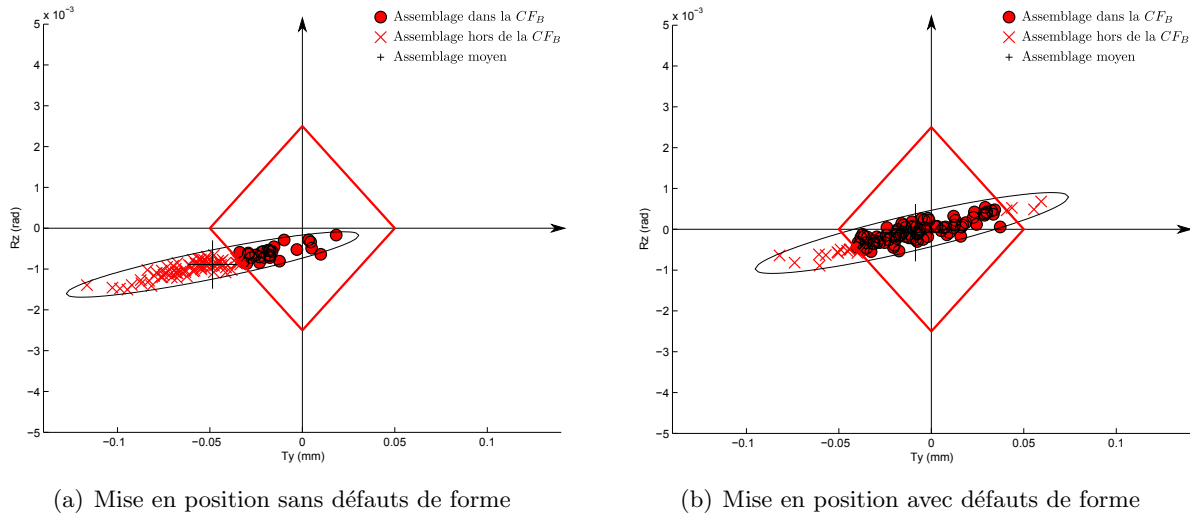 x 10⁻³
5
4
3
2
1
0
−1
−2
−3
−4
−5
Rz (rad)
−0.1
−0.05
0
0.05
0.1
Ty (mm)
Assemblage dans la CF_B
Assemblage hors de la CF_B
Assemblage moyen
(a) Mise en position sans défauts de forme
x 10⁻³
5
4
3
2
1
0
−1
−2
−3
−4
−5
Rz (rad)
−0.1
−0.05
0
0.05
0.1
Ty (mm)
Assemblage dans la CF_B
Assemblage hors de la CF_B
Assemblage moyen
(b) Mise en position avec défauts de forme